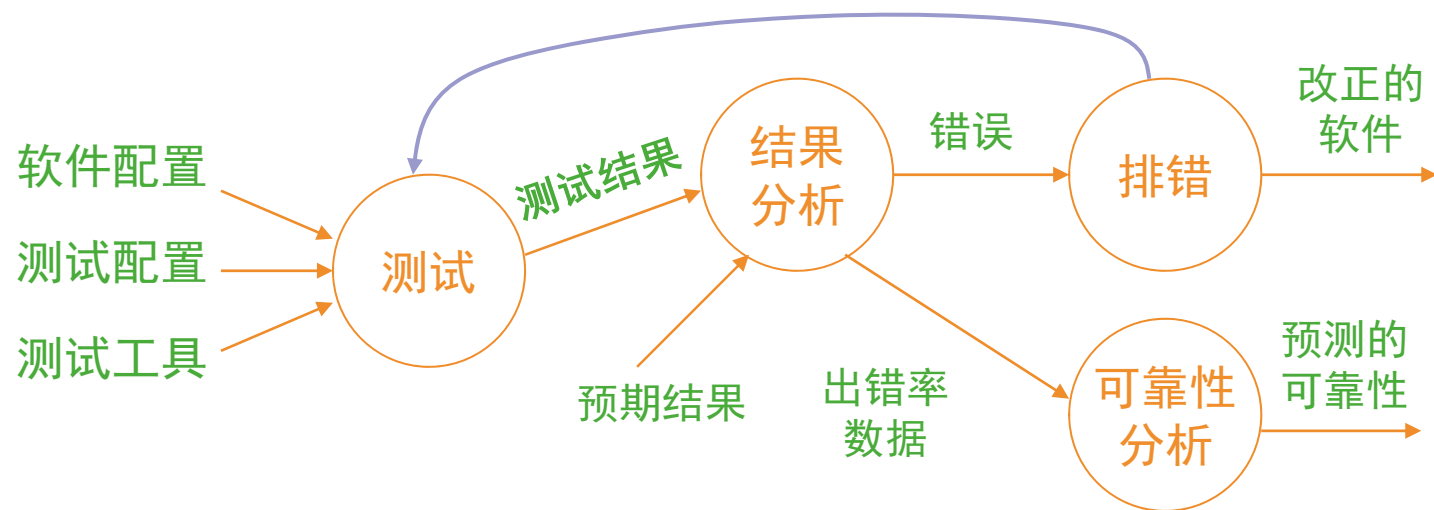 软件配置
测试配置
测试工具
测试
测试结果
预期结果
结果
分析
错误
出错率
数据
排错
改正的
软件
可靠性
分析
预测的
可靠性